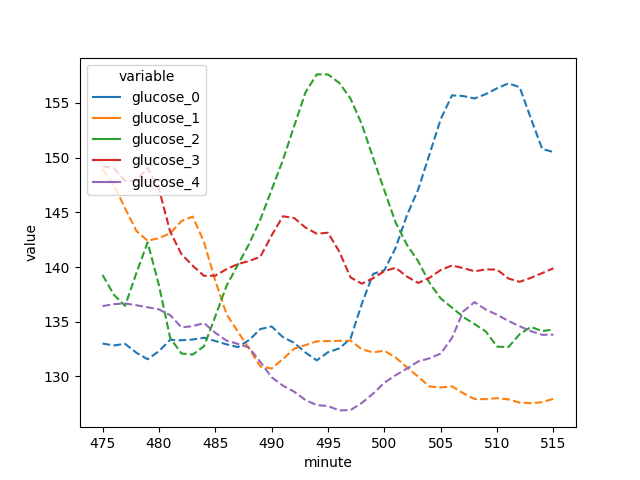 variable
glucose_0
glucose_1
glucose_2
glucose_3
glucose_4
155
150
145
140
135
130
value
475 480 485 490 495 500 505 510 515
minute